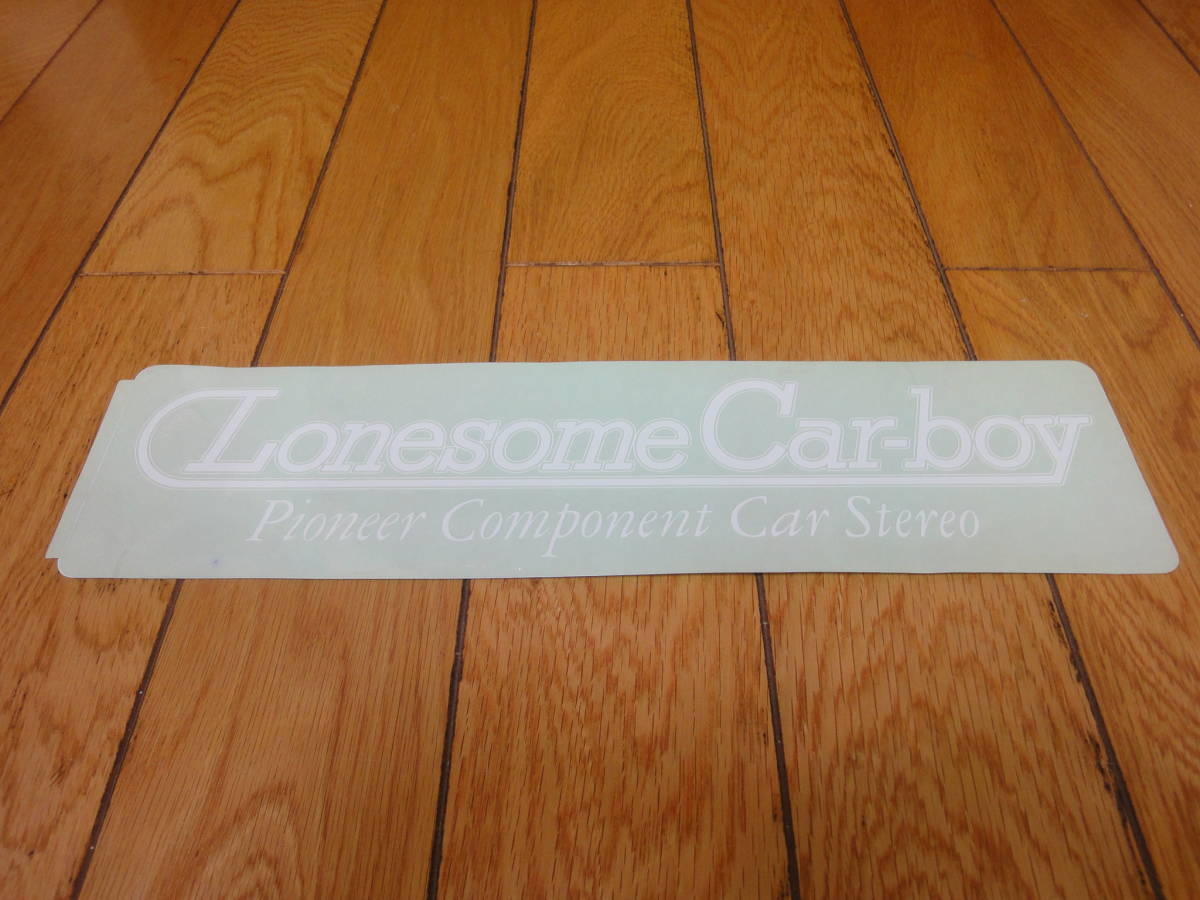 Lonesome Car-boy
Pioneer Component Car Stereo